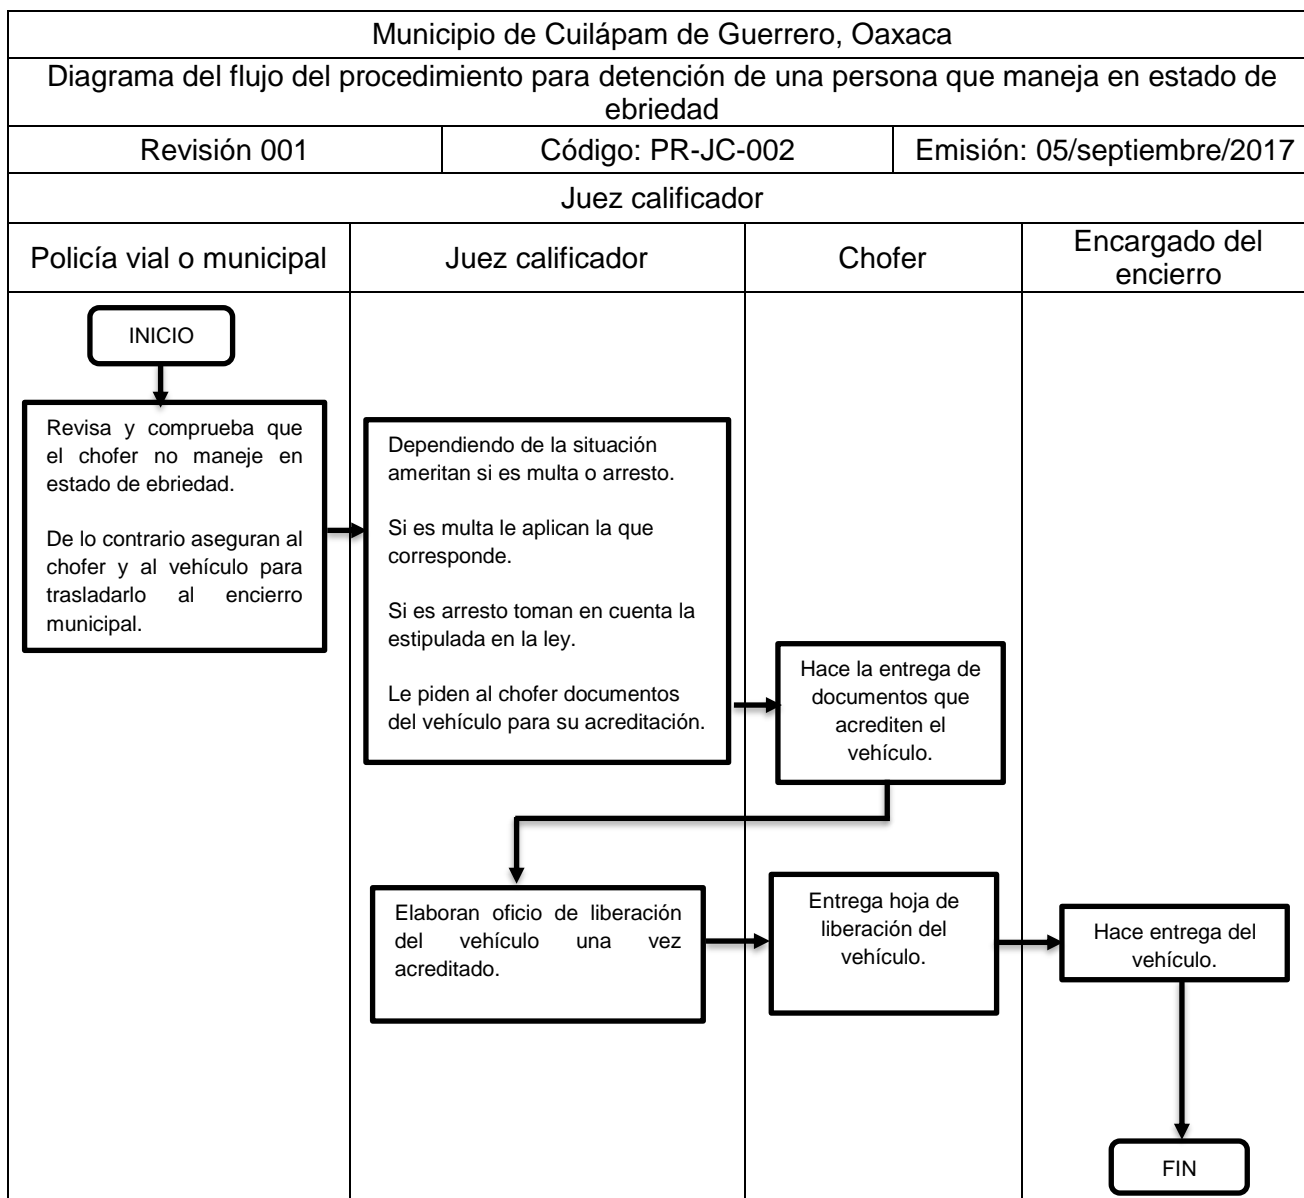 Municipio de Cuilápam de Guerrero, Oaxaca
Diagrama del flujo del procedimiento para detención de una persona que maneja en estado de
ebriedad
Revisión 001
Código: PR-JC-002
Emisión: 05/septiembre/2017
Juez calificador
Policía vial o municipal
Juez calificador
Chofer
Encargado del
encierro
INICIO
Revisa y comprueba que
el chofer no maneje en
estado de ebriedad.
De lo contrario aseguran al
chofer y al vehículo para
trasladarlo al encierro
municipal.
Dependiendo de la situación
ameritan si es multa o arresto.
Si es multa le aplican la que
corresponde.
Si es arresto toman en cuenta la
estipulada en la ley.
Le piden al chofer documentos
del vehículo para su acreditación.
Hace la entrega de
documentos que
acrediten el
vehículo.
Elaboran oficio de liberación
del vehículo una vez
acreditado.
Entrega hoja de
liberación del
vehículo.
Hace entrega del
vehículo.
FIN